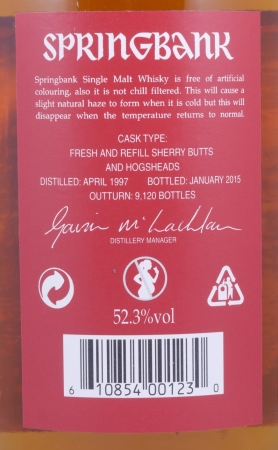 SPRINGBANK
Springbank Single Malt Whisky is free of artificial
colouring, also it is not chill filtered. This will cause a
slight natural haze to form when it is cold but this will
disappear when the temperature returns to normal.
CASK TYPE:
FRESH AND REFILL SHERRY BUTTS
AND HOGSHEADS
DISTILLED: APRIL 1997 BOTTLED: JANUARY 2015
OUTTURN: 9,120 BOTTLES
Gavin McLachlan
DISTILLERY MANAGER
52.3%vol
6 10854 00123 0